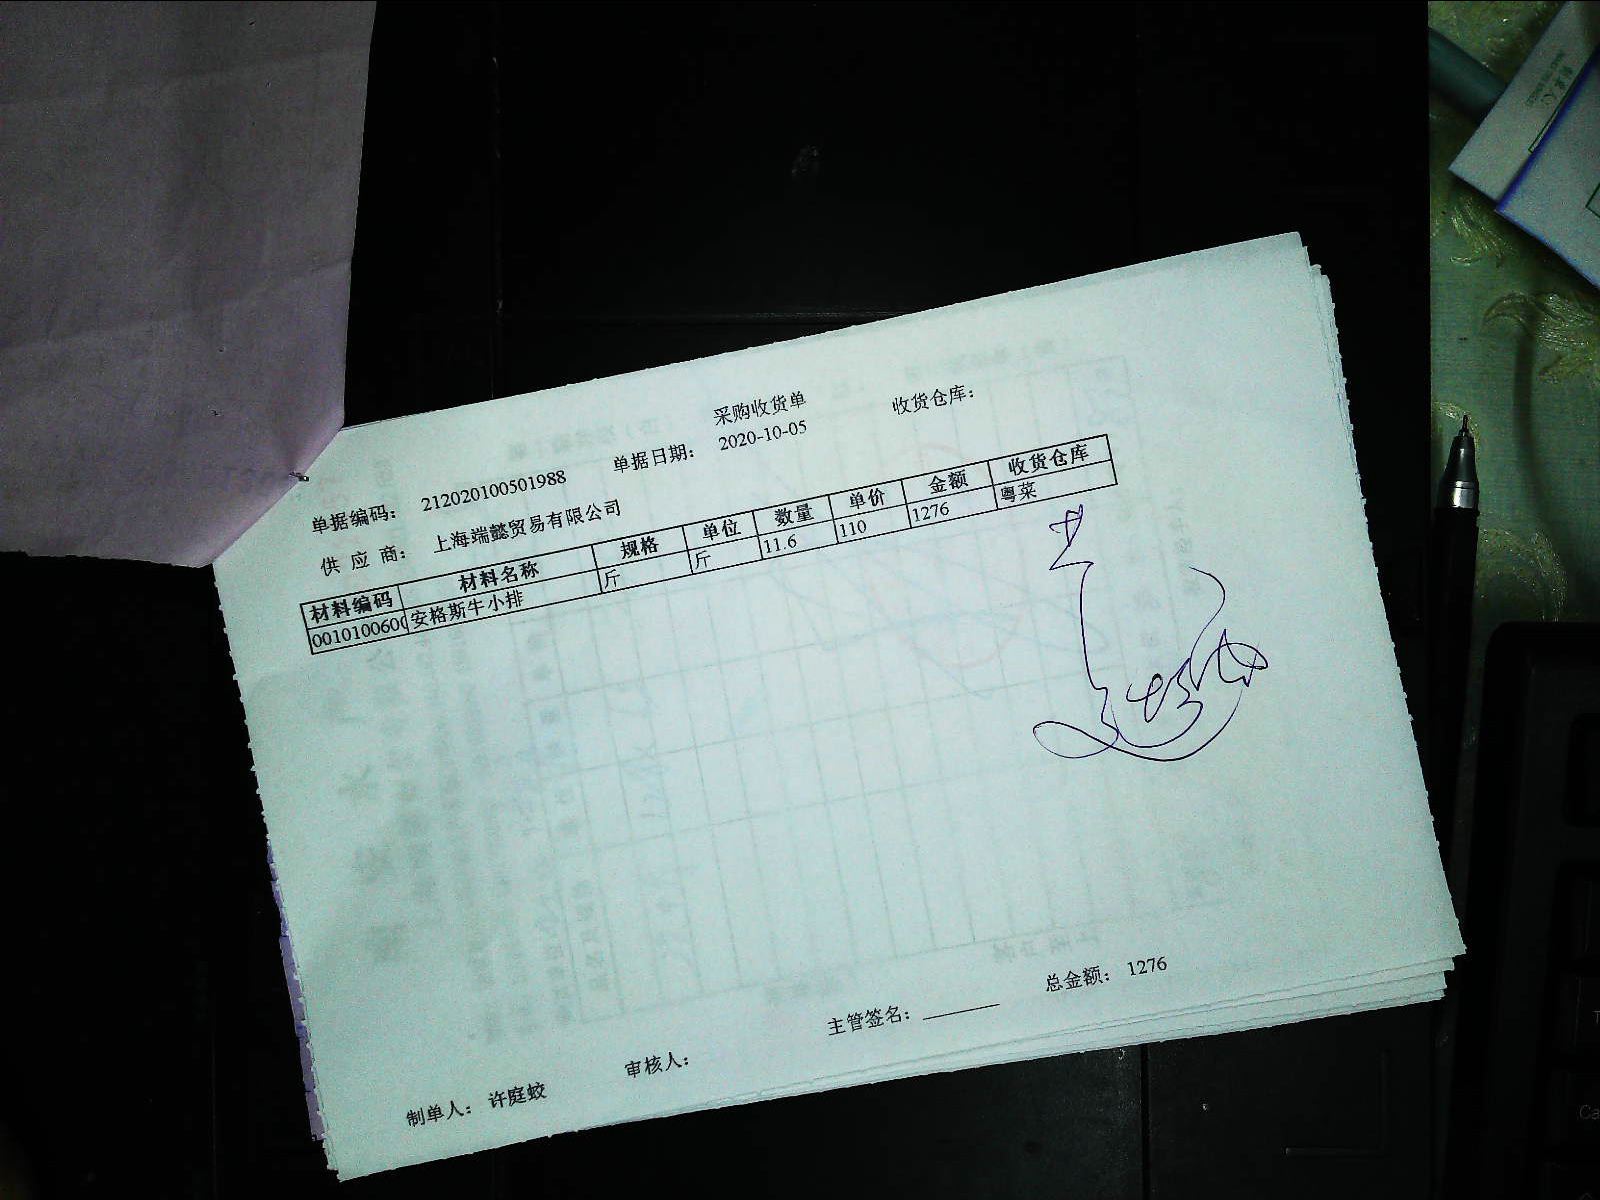 采购收货单
单据编码： 212020100501988 单据日期： 2020-10-05 收货仓库：
供 应 商： 上海端懿贸易有限公司
材料编码 材料名称 规格 单位 数量 单价 金额 收货仓库
0010100600 安格斯牛小排 斤 斤 11.6 110 1276 粤菜
总金额： 1276
主管签名：
审核人：
制单人： 许庭蛟